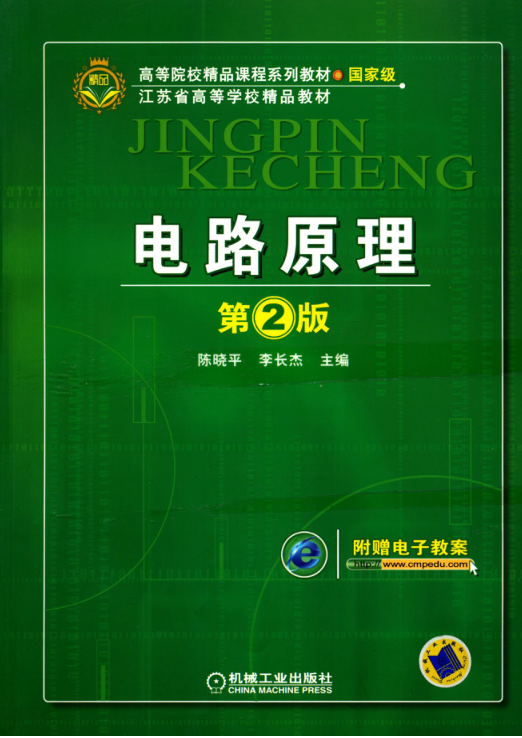 精品
高等院校精品课程系列教材 国家级
江苏省高等学校精品教材
JINGPIN
KECHENG
电路原理
第2版
陈晓平 李长杰 主编
附赠电子教案
http:// www.cmpedu.com
机械工业出版社
CHINA MACHINE PRESS